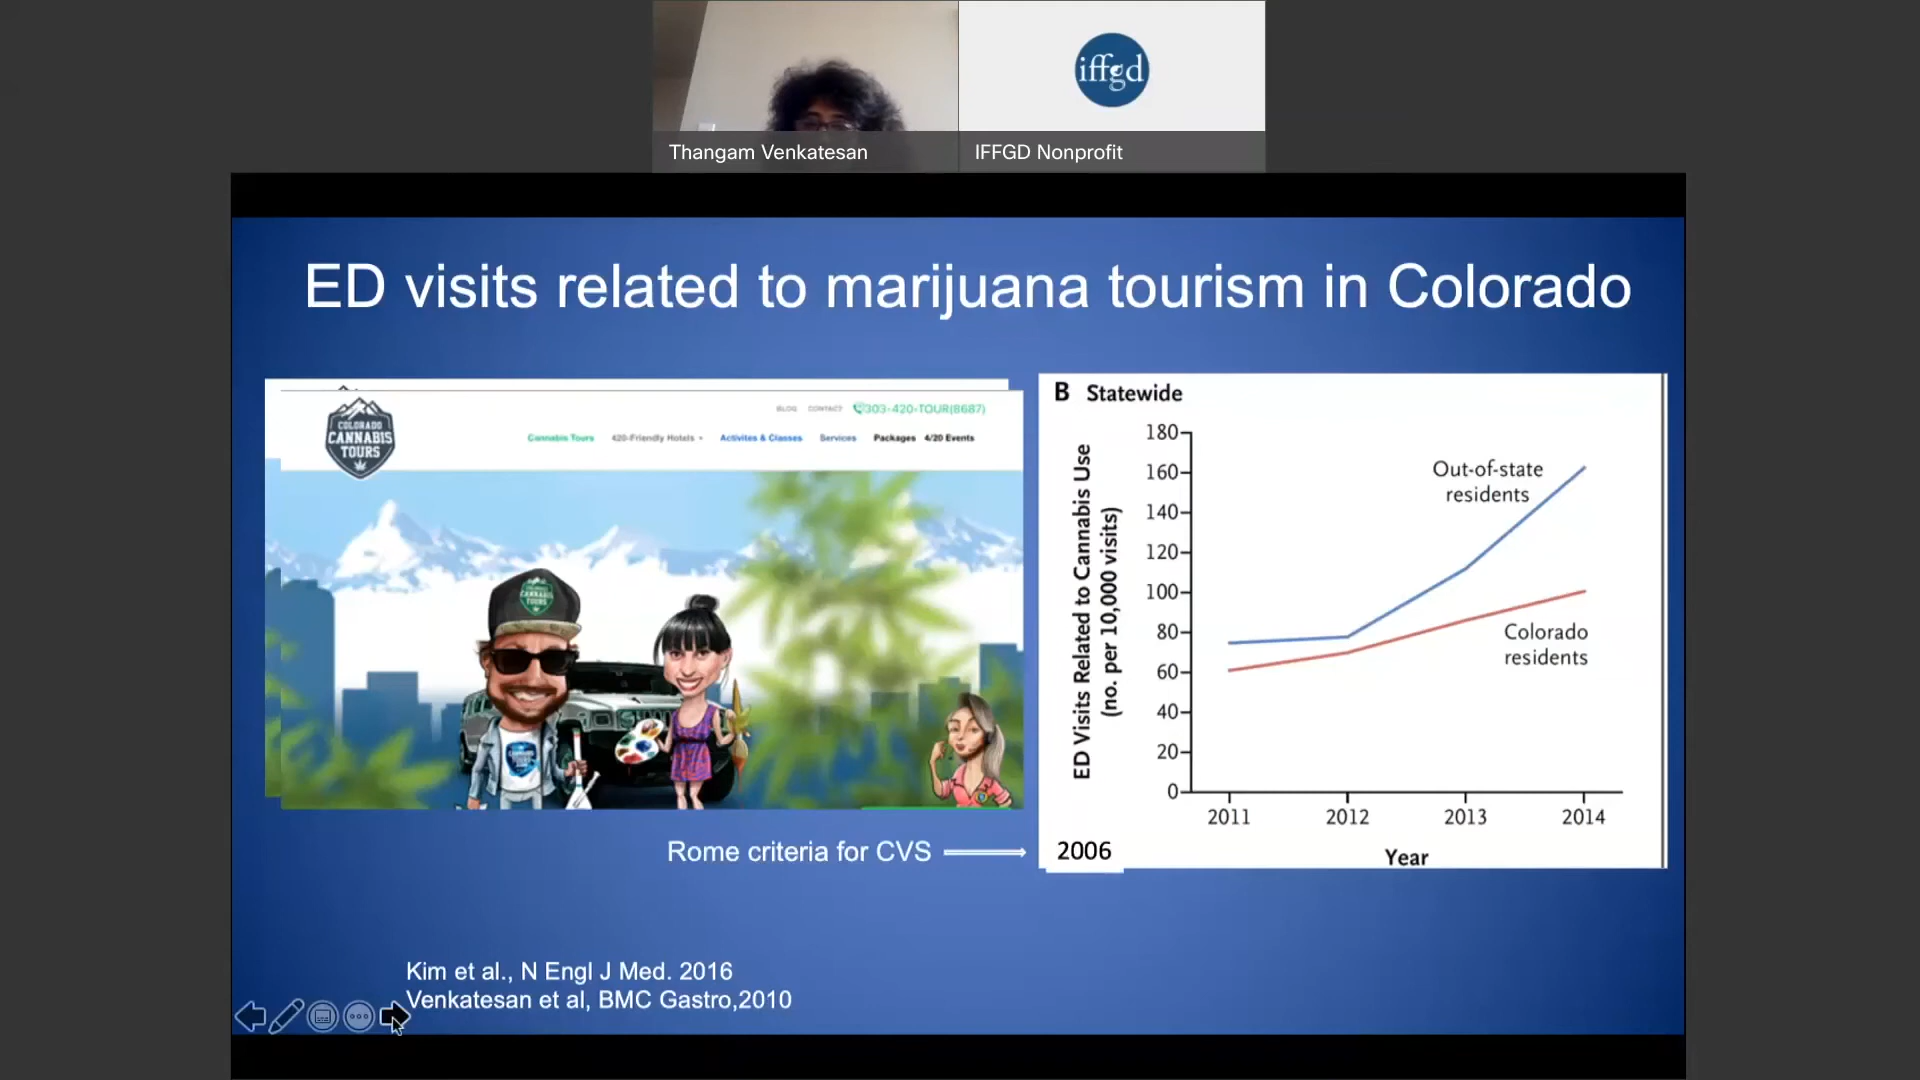 iffgd
Thangam Venkatesan
IFFGD Nonprofit
ED visits related to marijuana tourism in Colorado
COLORADO
CANNABIS
TOURS
BLOG CONTACT 303-420-TOUR(8687)
Cannabis Tours 420-Friendly Hotels Activites & Classes Services Packages 4/20 Events
B Statewide
ED Visits Related to Cannabis Use
(no. per 10,000 visits)
180
160
140
120
100
80
60
40
20
0
Out-of-state
residents
Colorado
residents
2011 2012 2013 2014
Year
Rome criteria for CVS
2006
Kim et al., N Engl J Med. 2016
Venkatesan et al, BMC Gastro,2010